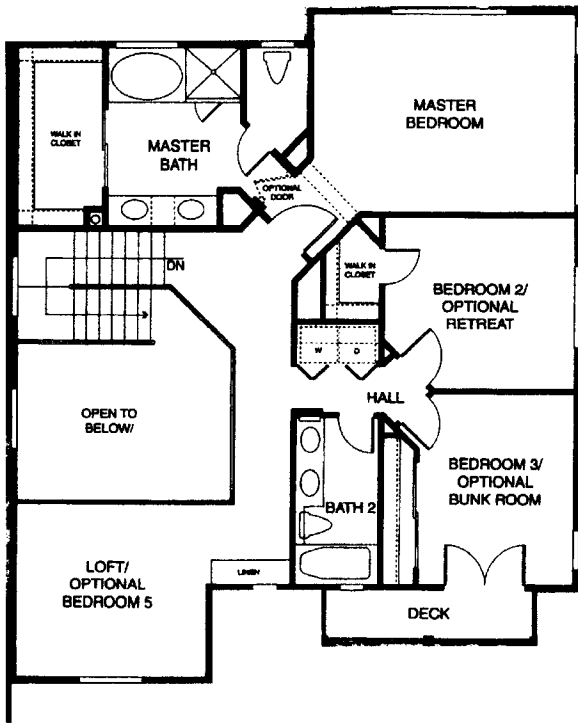 MASTER
BEDROOM
WALK IN
CLOSET
MASTER
BATH
OPTIONAL
DOOR
DN
WALK IN
CLOSET
BEDROOM 2/
OPTIONAL
RETREAT
W
D
HALL
OPEN TO
BELOW/
BEDROOM 3/
OPTIONAL
BUNK ROOM
BATH 2
LOFT/
OPTIONAL
BEDROOM 5
LINEN
DECK